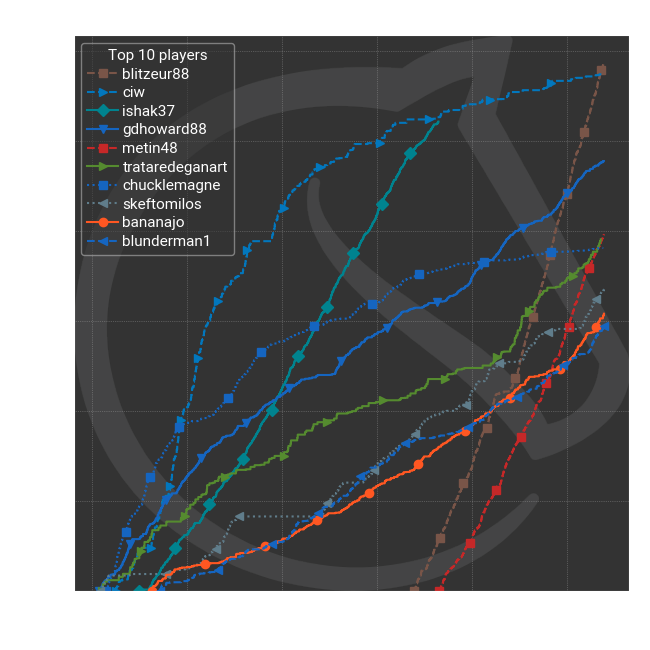 Top 10 players
blitzeur88
ciw
ishak37
gdhoward88
metin48
trataredeganart
chucklemagne
skeftomilos
bananajo
blunderman1